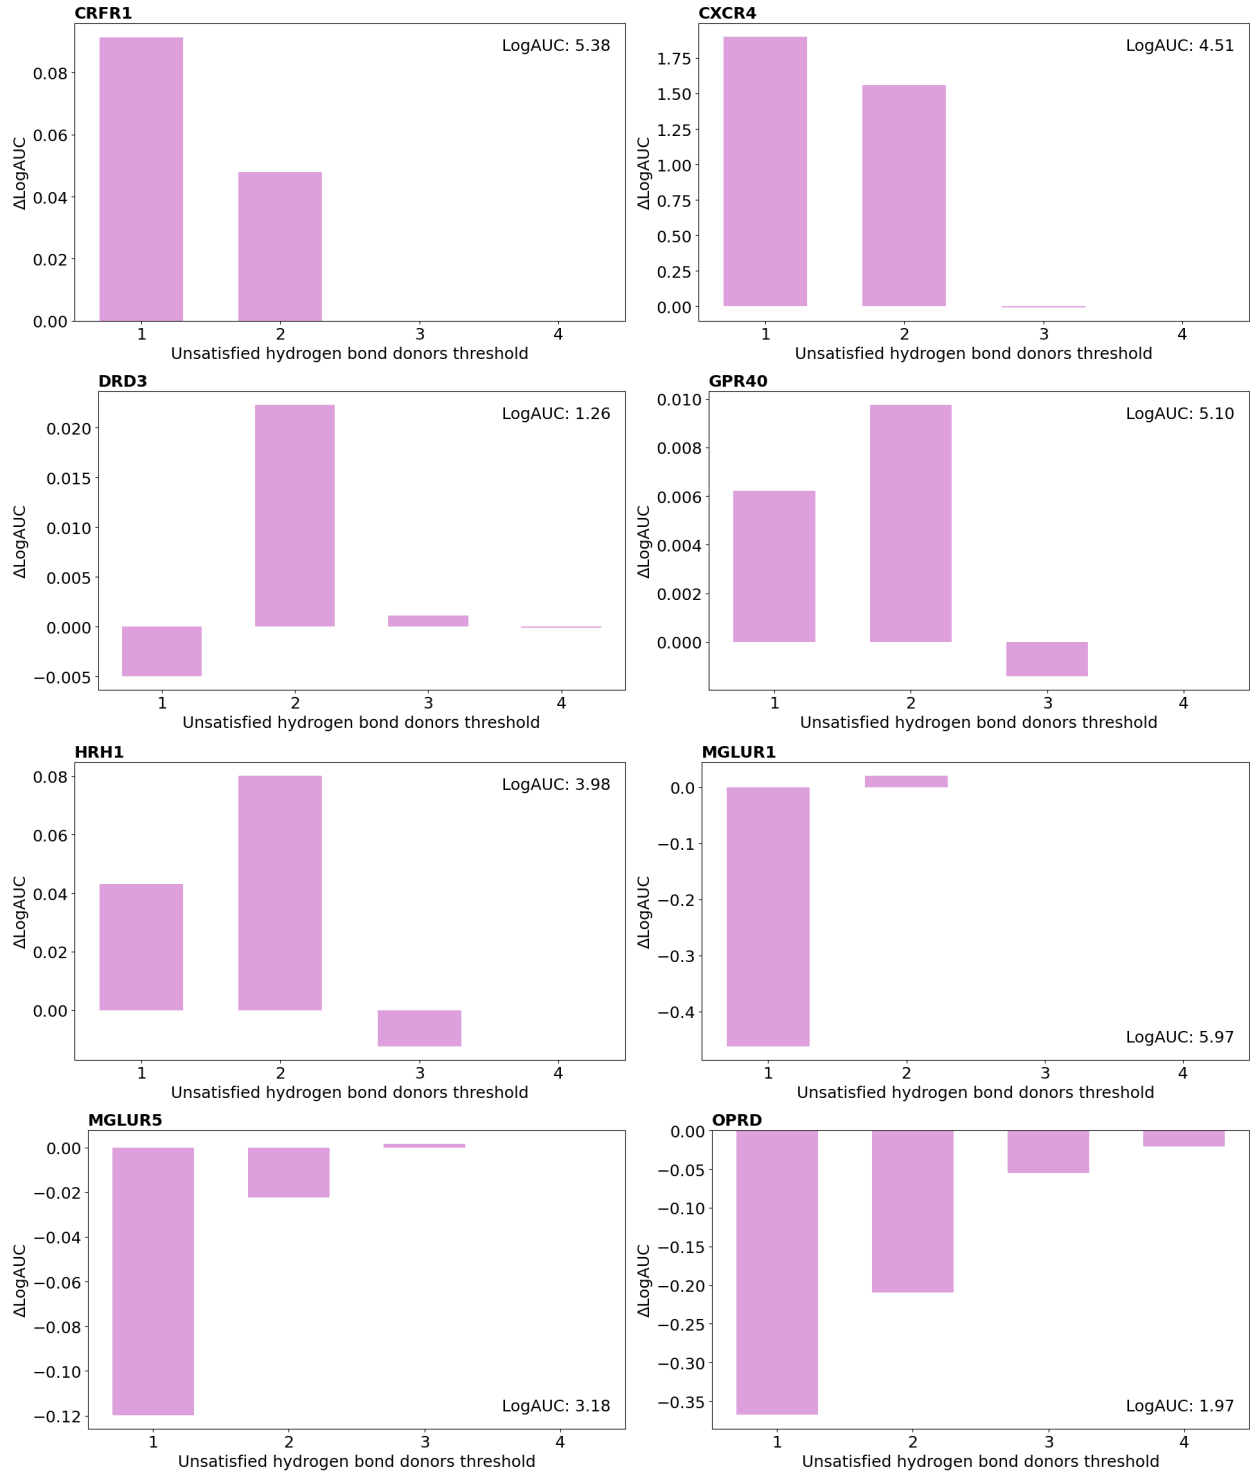 CRFR1
LogAUC: 5.38
ΔLogAUC
0.08
0.06
0.04
0.02
0.00
1 2 3 4
Unsatisfied hydrogen bond donors threshold
CXCR4
LogAUC: 4.51
ΔLogAUC
1.75
1.50
1.25
1.00
0.75
0.50
0.25
0.00
1 2 3 4
Unsatisfied hydrogen bond donors threshold
DRD3
LogAUC: 1.26
ΔLogAUC
0.020
0.015
0.010
0.005
0.000
−0.005
1 2 3 4
Unsatisfied hydrogen bond donors threshold
GPR40
LogAUC: 5.10
ΔLogAUC
0.010
0.008
0.006
0.004
0.002
0.000
1 2 3 4
Unsatisfied hydrogen bond donors threshold
HRH1
LogAUC: 3.98
ΔLogAUC
0.08
0.06
0.04
0.02
0.00
1 2 3 4
Unsatisfied hydrogen bond donors threshold
MGLUR1
ΔLogAUC
0.0
−0.1
−0.2
−0.3
−0.4
LogAUC: 5.97
1 2 3 4
Unsatisfied hydrogen bond donors threshold
MGLUR5
ΔLogAUC
0.00
−0.02
−0.04
−0.06
−0.08
−0.10
−0.12
LogAUC: 3.18
1 2 3 4
Unsatisfied hydrogen bond donors threshold
OPRD
ΔLogAUC
0.00
−0.05
−0.10
−0.15
−0.20
−0.25
−0.30
−0.35
LogAUC: 1.97
1 2 3 4
Unsatisfied hydrogen bond donors threshold